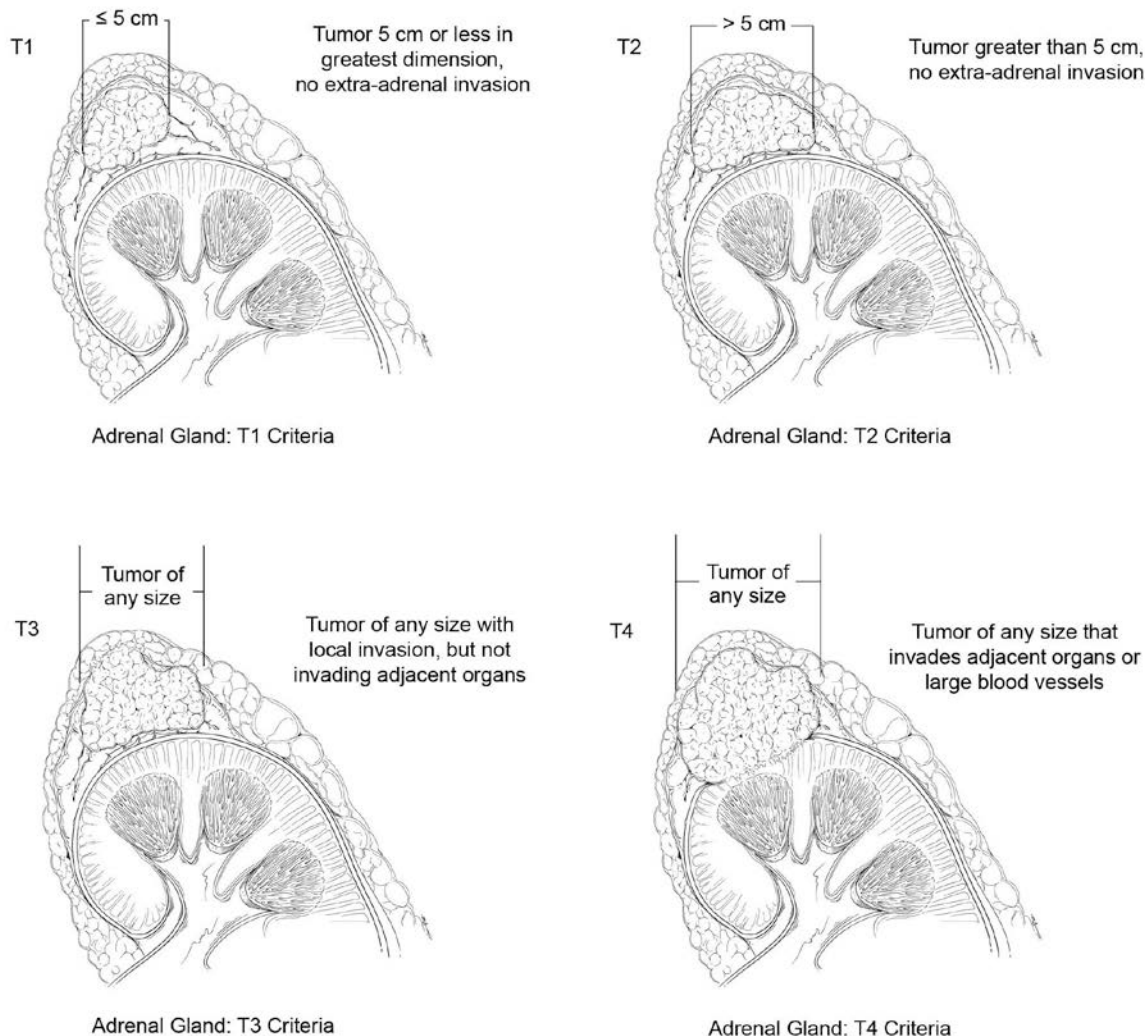 T1
≤ 5 cm
Tumor 5 cm or less in
greatest dimension,
no extra-adrenal invasion
Adrenal Gland: T1 Criteria
T2
> 5 cm
Tumor greater than 5 cm,
no extra-adrenal invasion
Adrenal Gland: T2 Criteria
T3
Tumor of
any size
Tumor of any size with
local invasion, but not
invading adjacent organs
Adrenal Gland: T3 Criteria
T4
Tumor of
any size
Tumor of any size that
invades adjacent organs or
large blood vessels
Adrenal Gland: T4 Criteria